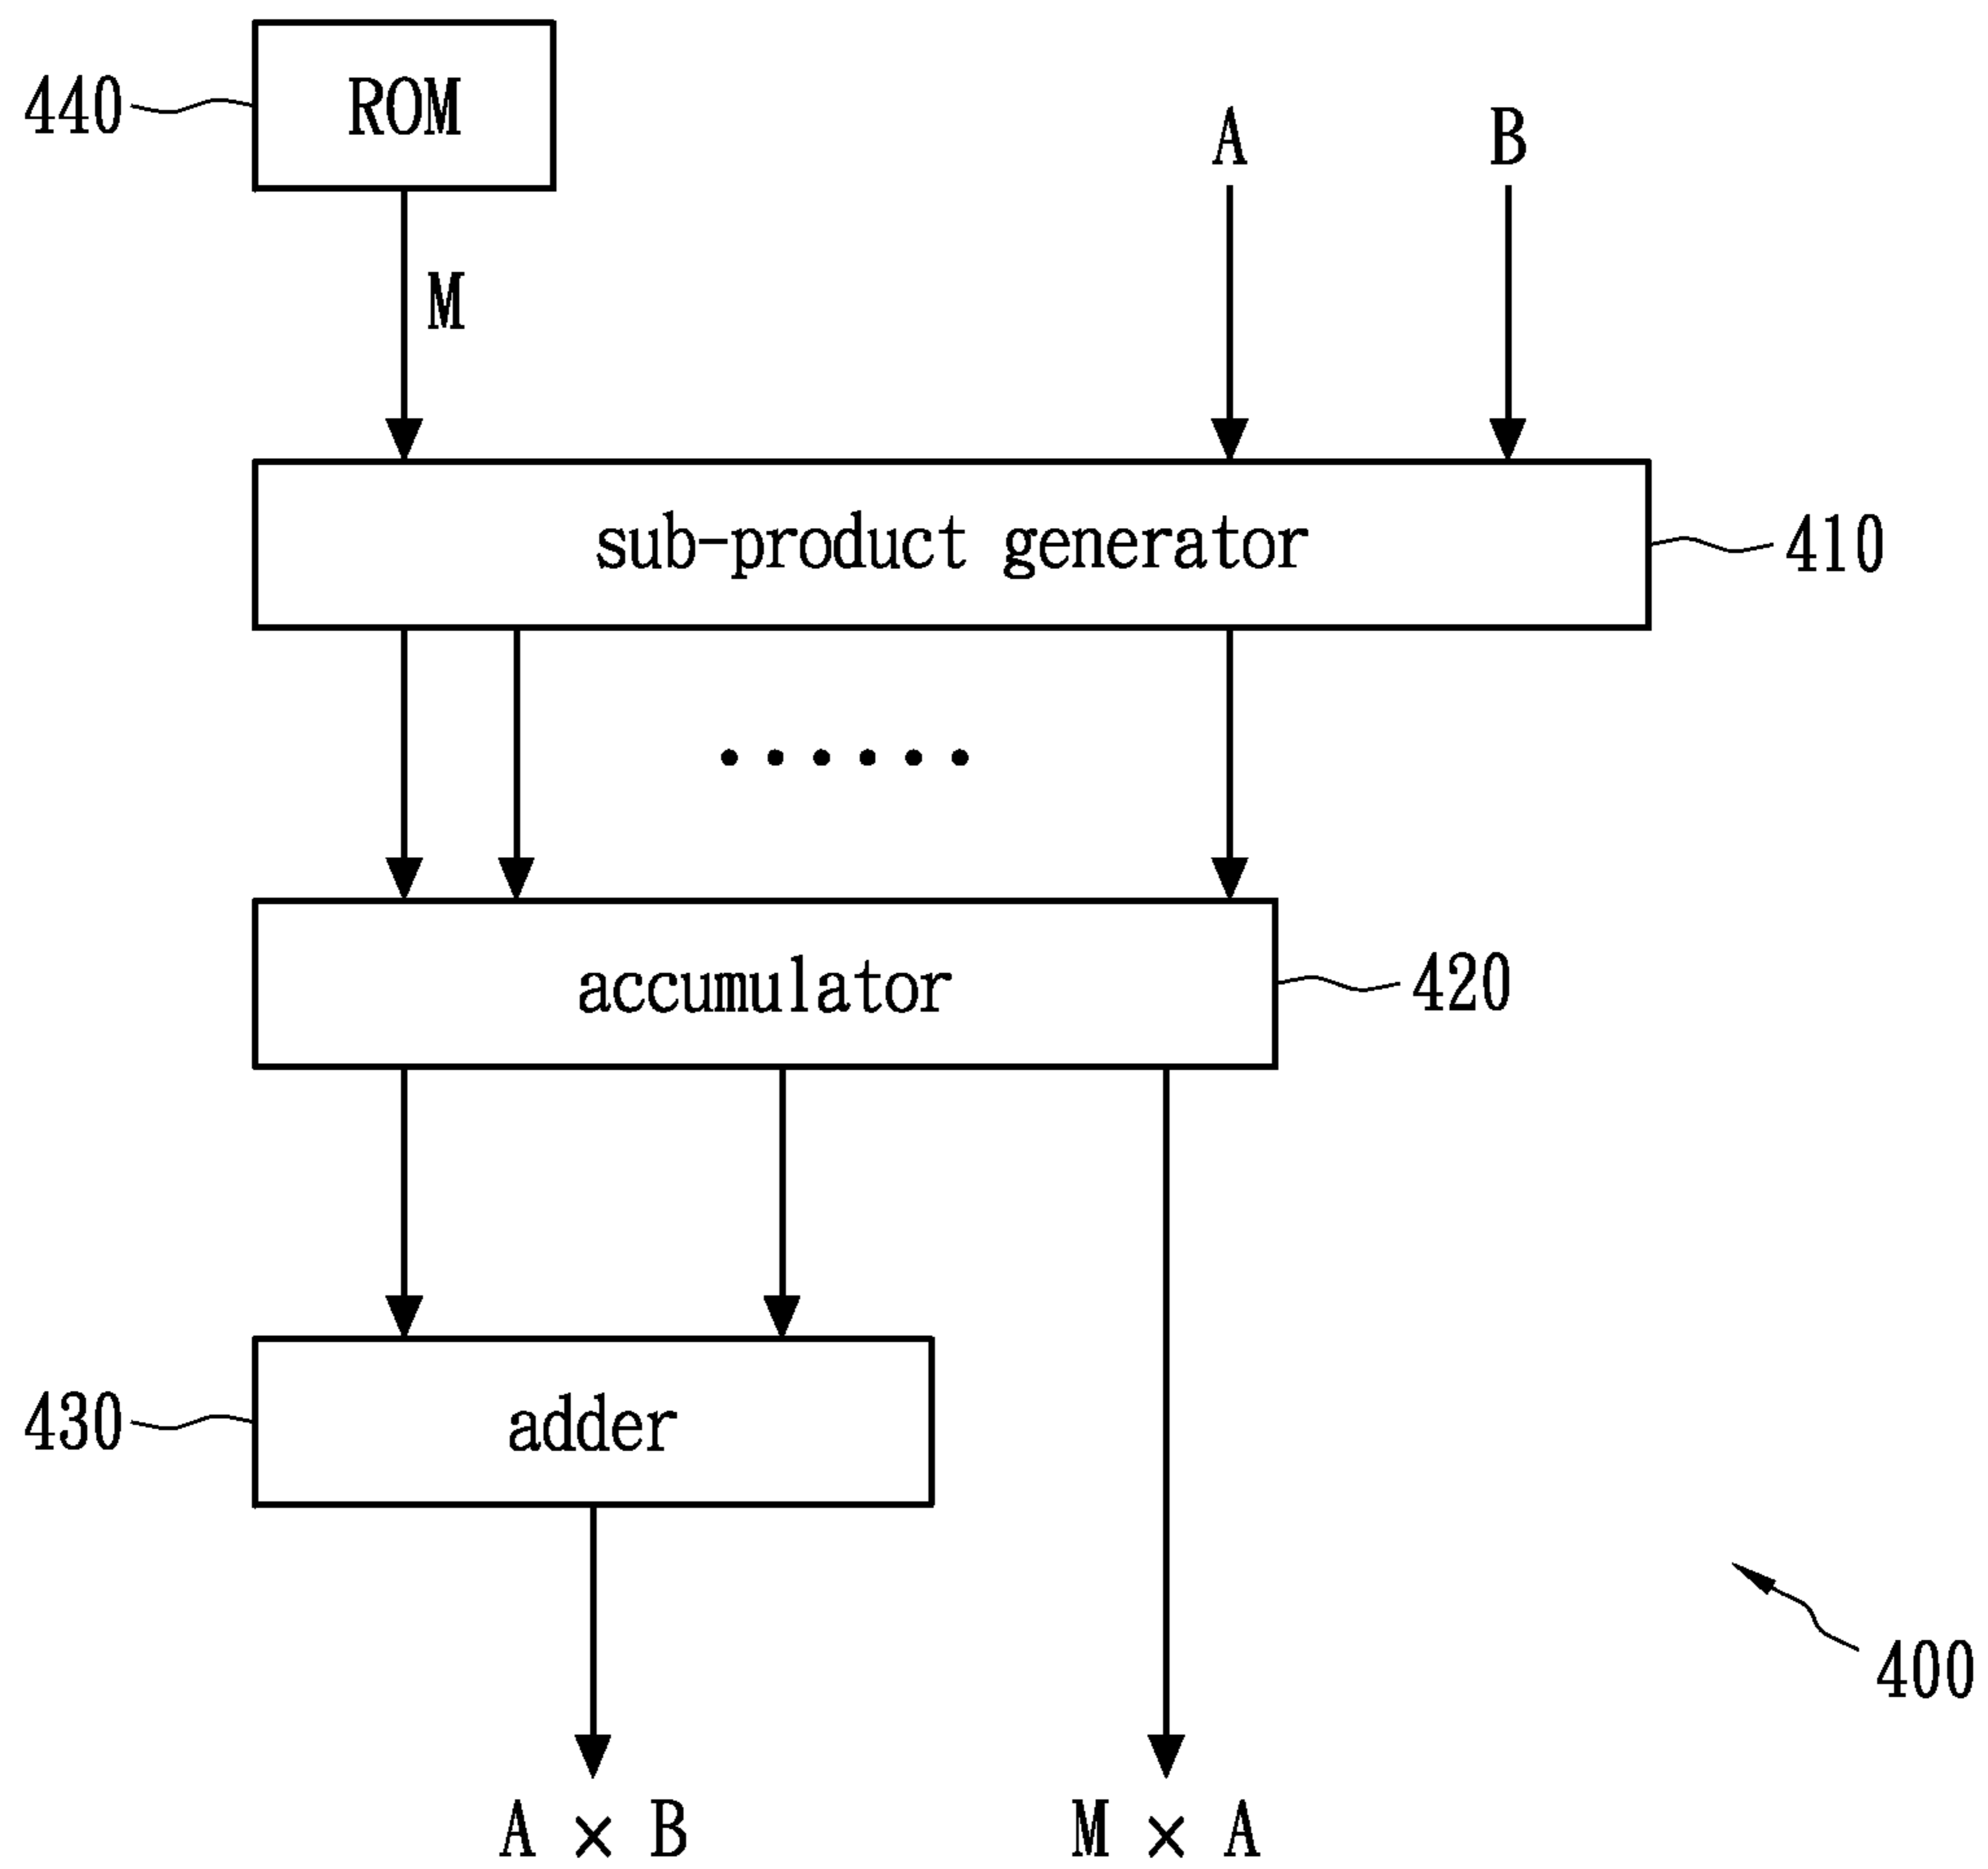 440
ROM
A
B
M
sub-product generator
410
accumulator
420
430
adder
400
A × B
M × A